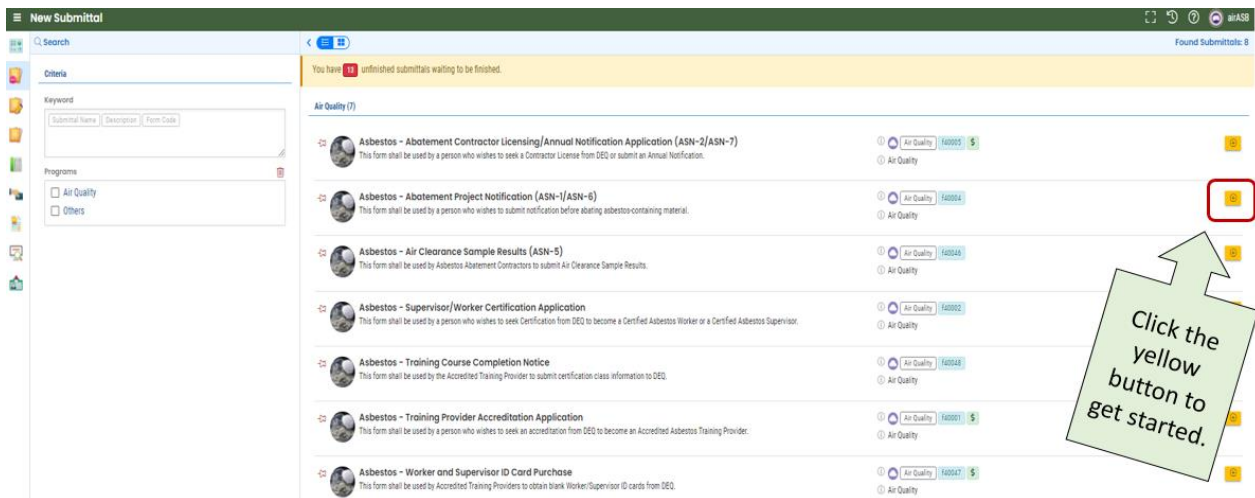 New Submittal
airASB
Search
Found Submittals: 8
Criteria
You have 13 unfinished submittals waiting to be finished.
Keyword
Submittal Name Description Form Code
Programs
Air Quality
Others
Air Quality (7)
Asbestos - Abatement Contractor Licensing/Annual Notification Application (ASN-2/ASN-7)
This form shall be used by a person who wishes to seek a Contractor License from DEQ or submit an Annual Notification.
Air Quality f40005 $
Air Quality
Asbestos - Abatement Project Notification (ASN-1/ASN-6)
This form shall be used by a person who wishes to submit notification before abating asbestos-containing material.
Air Quality f40004
Air Quality
Asbestos - Air Clearance Sample Results (ASN-5)
This form shall be used by Asbestos Abatement Contractors to submit Air Clearance Sample Results.
Air Quality f40046
Air Quality
Asbestos - Supervisor/Worker Certification Application
This form shall be used by a person who wishes to seek Certification from DEQ to become a Certified Asbestos Worker or a Certified Asbestos Supervisor.
Air Quality f40002
Air Quality
Asbestos - Training Course Completion Notice
This form shall be used by the Accredited Training Provider to submit certification class information to DEQ.
Air Quality f40048
Air Quality
Asbestos - Training Provider Accreditation Application
This form shall be used by a person who wishes to seek an accreditation from DEQ to become an Accredited Asbestos Training Provider.
Air Quality f40001 $
Air Quality
Asbestos - Worker and Supervisor ID Card Purchase
This form shall be used by Accredited Training Providers to obtain blank Worker/Supervisor ID cards from DEQ.
Air Quality f40047 $
Air Quality
Click the
yellow
button to
get started.